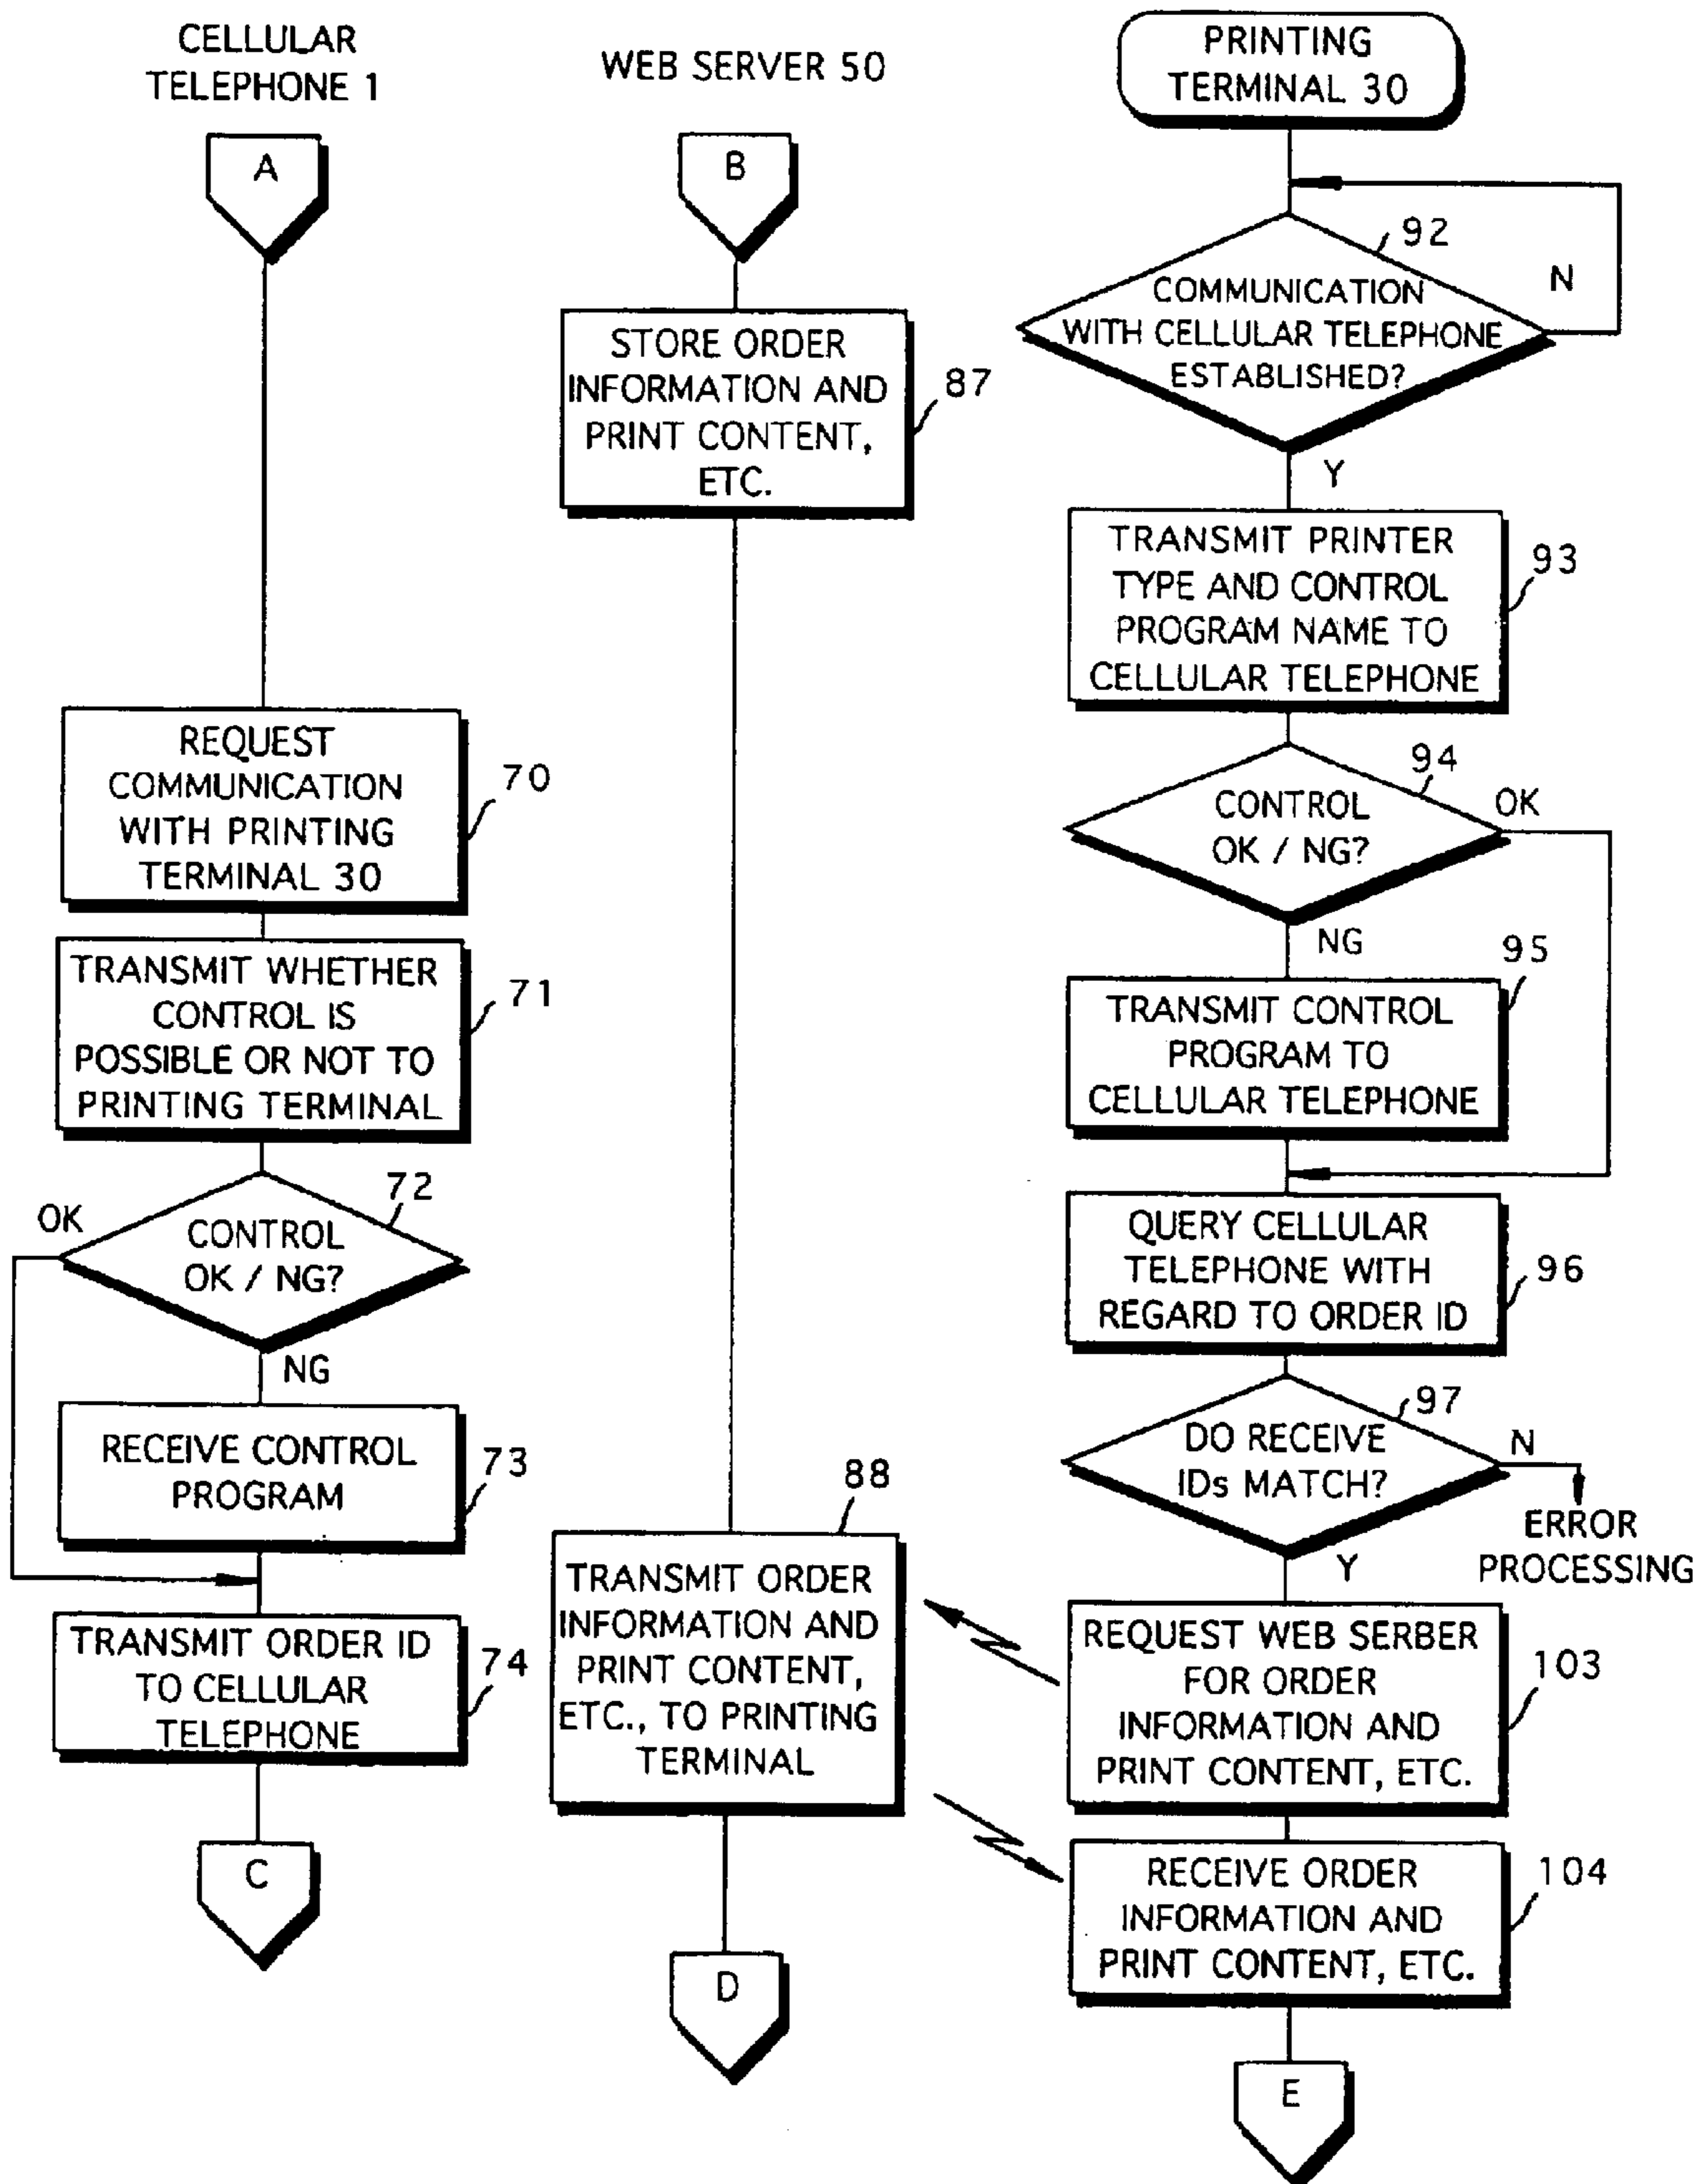 CELLULAR
TELEPHONE 1
A
REQUEST
COMMUNICATION
WITH PRINTING
TERMINAL 30
70
TRANSMIT WHETHER
CONTROL IS
POSSIBLE OR NOT TO
PRINTING TERMINAL
71
72
OK
CONTROL
OK / NG?
NG
RECEIVE CONTROL
PROGRAM
73
TRANSMIT ORDER ID
TO CELLULAR
TELEPHONE
74
C
WEB SERVER 50
B
STORE ORDER
INFORMATION AND
PRINT CONTENT,
ETC.
87
88
TRANSMIT ORDER
INFORMATION AND
PRINT CONTENT,
ETC., TO PRINTING
TERMINAL
D
PRINTING
TERMINAL 30
92
N
COMMUNICATION
WITH CELLULAR TELEPHONE
ESTABLISHED?
Y
TRANSMIT PRINTER
TYPE AND CONTROL
PROGRAM NAME TO
CELLULAR TELEPHONE
93
94
OK
CONTROL
OK / NG?
NG
95
TRANSMIT CONTROL
PROGRAM TO
CELLULAR TELEPHONE
QUERY CELLULAR
TELEPHONE WITH
REGARD TO ORDER ID
96
97
DO RECEIVE
IDs MATCH?
N
ERROR
PROCESSING
Y
REQUEST WEB SERBER
FOR ORDER
INFORMATION AND
PRINT CONTENT, ETC.
103
RECEIVE ORDER
INFORMATION AND
PRINT CONTENT, ETC.
104
E